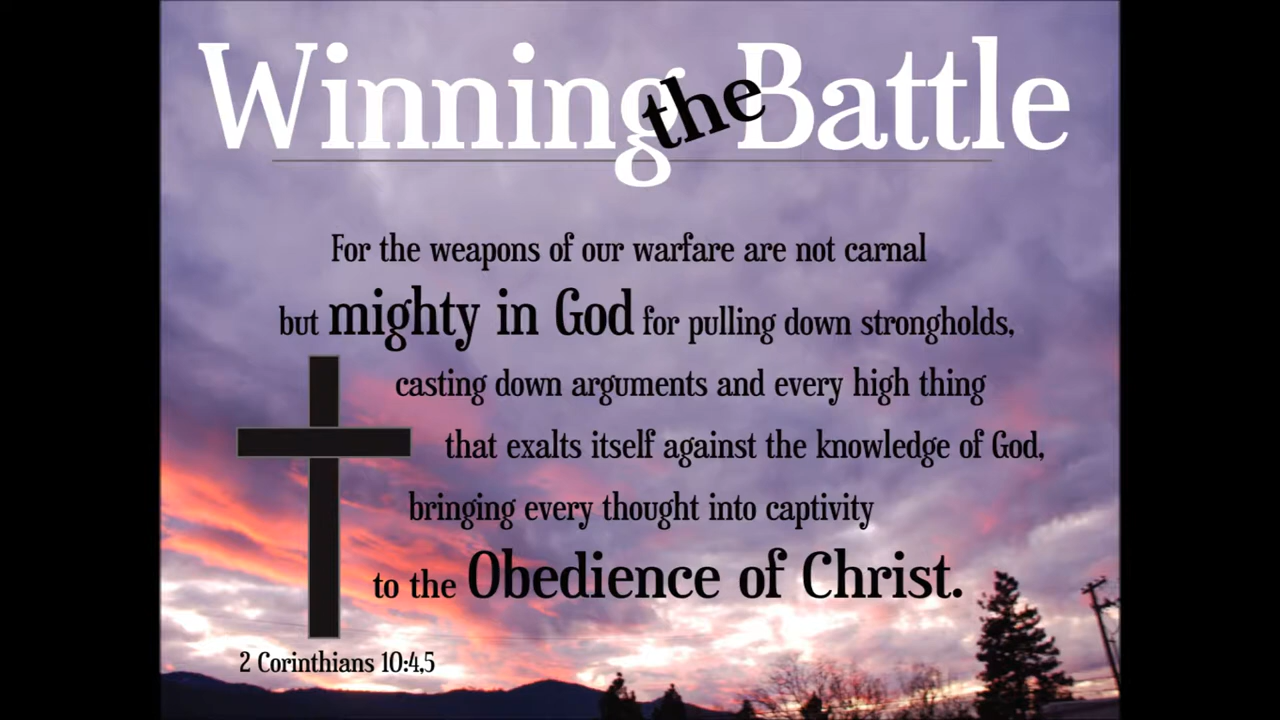 Winning the Battle
For the weapons of our warfare are not carnal
but mighty in God for pulling down strongholds,
casting down arguments and every high thing
that exalts itself against the knowledge of God,
bringing every thought into captivity
to the Obedience of Christ.
2 Corinthians 10:4,5